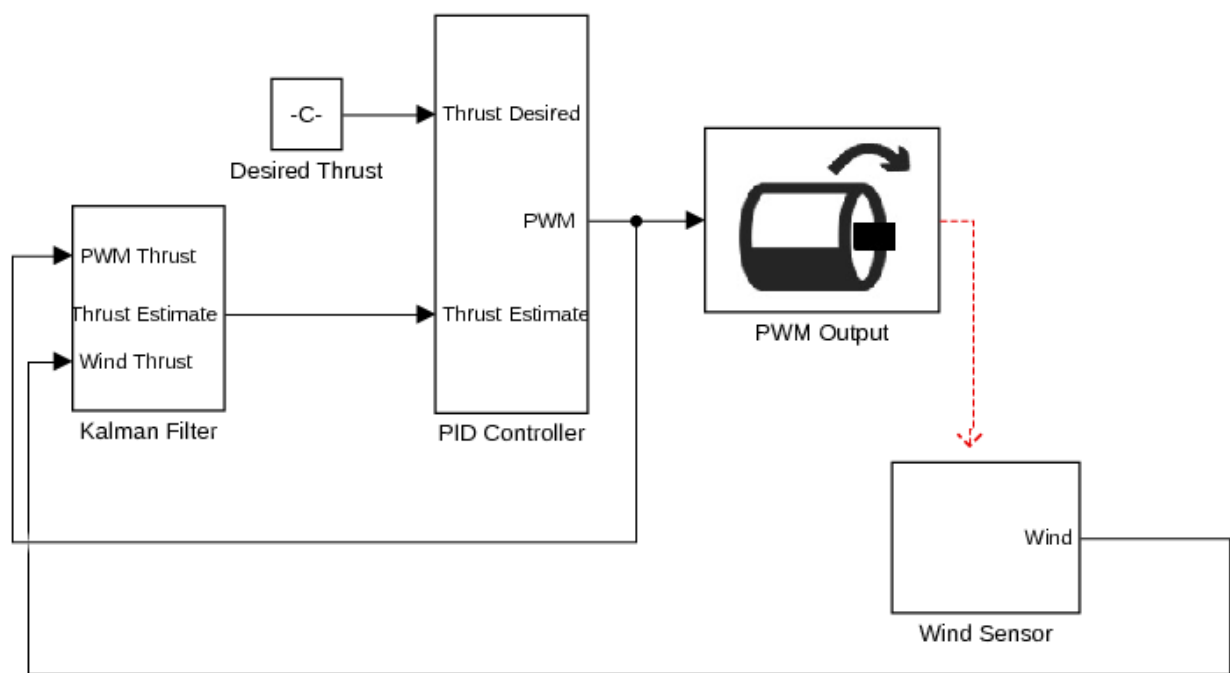 -C-
Desired Thrust
Thrust Desired
PWM
Thrust Estimate
PID Controller
PWM Thrust
Thrust Estimate
Wind Thrust
Kalman Filter
PWM Output
Wind
Wind Sensor